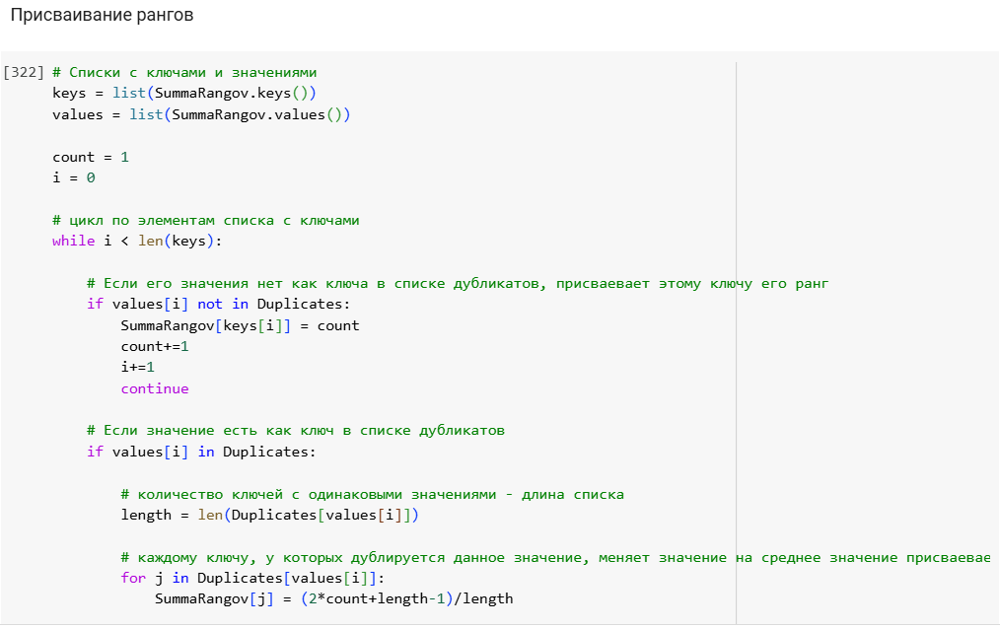 Присваивание рангов
[322] # Списки с ключами и значениями
keys = list(SummaRangov.keys())
values = list(SummaRangov.values())
count = 1
i = 0
# цикл по элементам списка с ключами
while i < len(keys):
# Если его значения нет как ключа в списке дубликатов, присваевает этому ключу его ранг
if values[i] not in Duplicates:
SummaRangov[keys[i]] = count
count+=1
i+=1
continue
# Если значение есть как ключ в списке дубликатов
if values[i] in Duplicates:
# количество ключей с одинаковыми значениями - длина списка
length = len(Duplicates[values[i]])
# каждому ключу, у которых дублируется данное значение, меняет значение на среднее значение присваевае
for j in Duplicates[values[i]]:
SummaRangov[j] = (2*count+length-1)/length